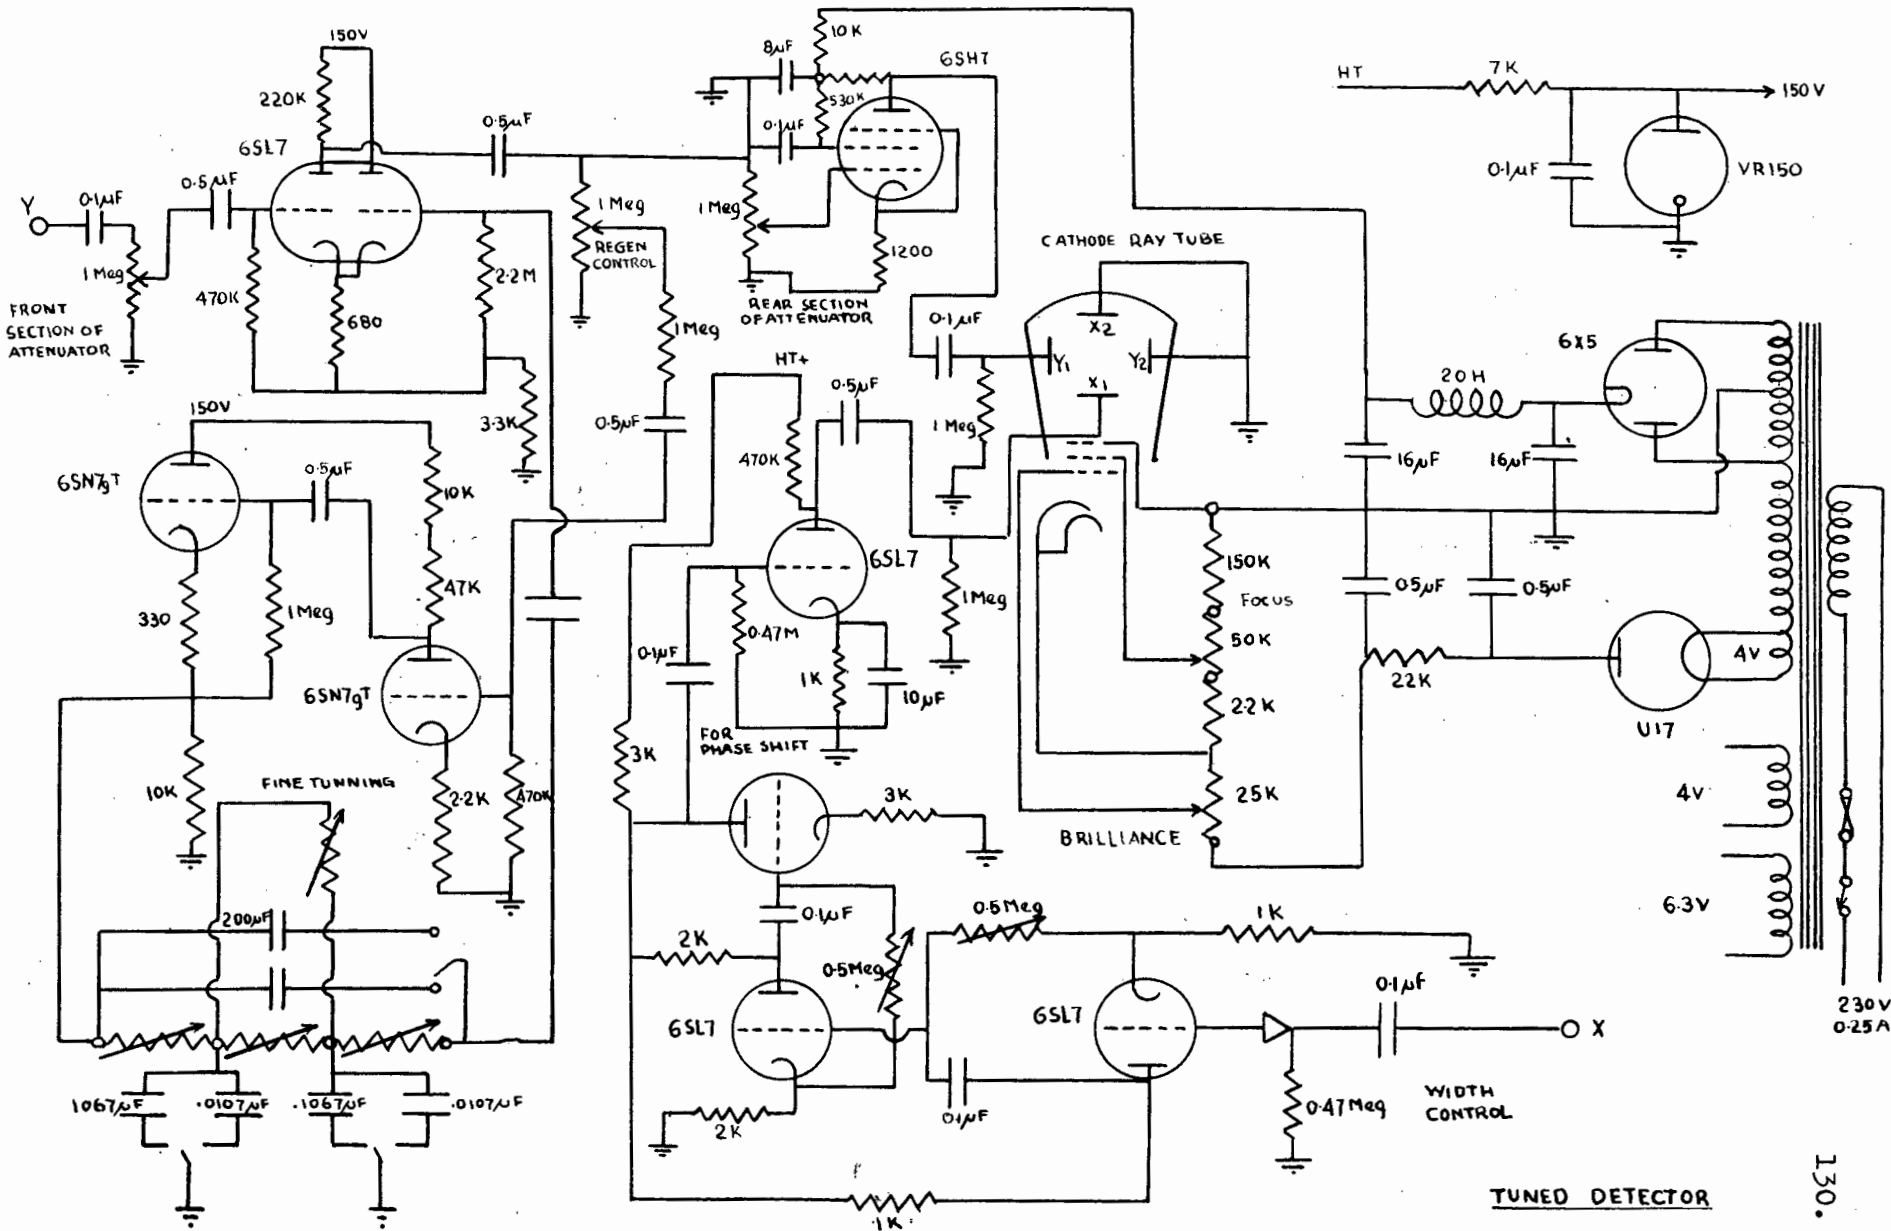 150V
220K
6SL7
0.5µF
Y
0.1µF
0.5µF
1 Meg
FRONT
SECTION OF
ATTENUATOR
470K
680
2.2M
3.3K
8µF
10K
530K
0.1µF
6SH7
1 Meg
REGEN
CONTROL
1 Meg
1200
REAR SECTION
OF ATTENUATOR
1Meg
0.5µF
HT
7K
150V
0.1µF
VR150
CATHODE RAY TUBE
X2
Y1
Y2
X1
0.1µF
1 Meg
6X5
20H
16µF
16µF
150V
6SN7gT
0.5µF
10K
47K
330
1Meg
6SN7gT
10K
2.2K
470K
FINE TUNNING
HT+
0.5µF
470K
6SL7
0.47M
1K
10µF
0.1µF
1Meg
FOR
PHASE SHIFT
3K
3K
150K
FOCUS
50K
2.2K
25K
BRILLIANCE
0.5µF
0.5µF
22K
4V
U17
4V
6.3V
230V
0.25A
200µF
1067µF
.0107µF
.1067µF
.0107µF
0.1µF
2K
0.5Meg
6SL7
2K
0.5Meg
1K
6SL7
0.1µF
0.1µF
X
0.47Meg
WIDTH
CONTROL
1K
TUNED DETECTOR
130.